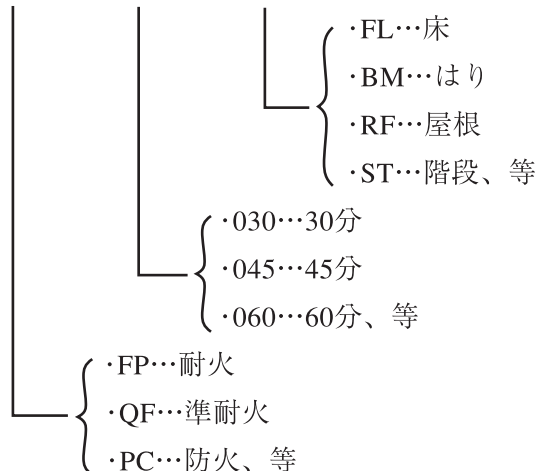 ·FL…床
·BM…はり
·RF…屋根
·ST…階段、等
·030…30分
·045…45分
·060…60分、等
·FP…耐火
·QF…準耐火
·PC…防火、等